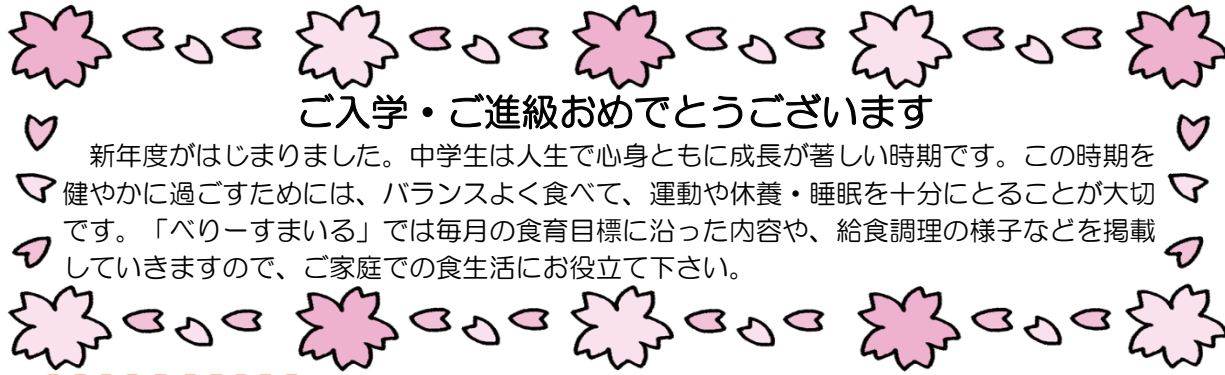 ご入学・ご進級おめでとうございます
新年度がはじまりました。中学生は人生で心身ともに成長が著しい時期です。この時期を
健やかに過ごすためには、バランスよく食べて、運動や休養・睡眠を十分にとることが大切
です。「べりーすまいる」では毎月の食育目標に沿った内容や、給食調理の様子などを掲載
していきますので、ご家庭での食生活にお役立て下さい。